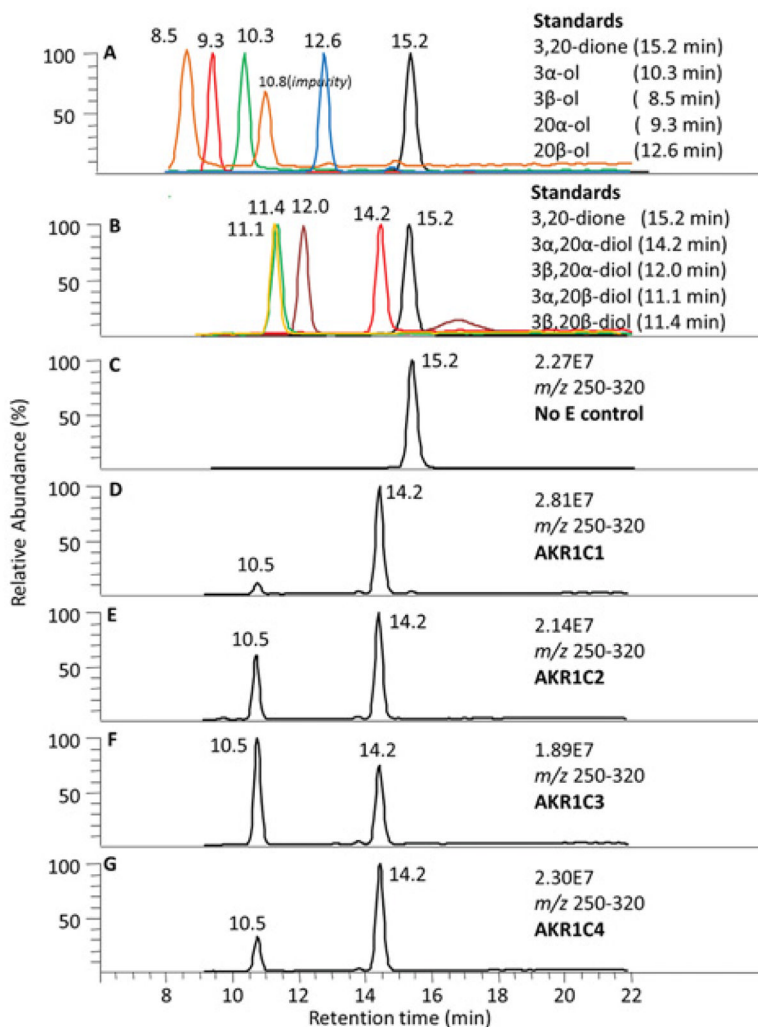 A
100
50
8.5 9.3 10.3 12.6 15.2
10.8(impurity)
Standards
3,20-dione (15.2 min)
3α-ol (10.3 min)
3β-ol ( 8.5 min)
20α-ol ( 9.3 min)
20β-ol (12.6 min)
B
100
50
11.4 12.0 14.2 15.2
11.1
Standards
3,20-dione (15.2 min)
3α,20α-diol (14.2 min)
3β,20α-diol (12.0 min)
3α,20β-diol (11.1 min)
3β,20β-diol (11.4 min)
C
100
50
15.2
2.27E7
m/z 250-320
No E control
D
100
50
10.5
14.2
2.81E7
m/z 250-320
AKR1C1
E
100
50
10.5
14.2
2.14E7
m/z 250-320
AKR1C2
F
100
50
10.5
14.2
1.89E7
m/z 250-320
AKR1C3
G
100
50
10.5
14.2
2.30E7
m/z 250-320
AKR1C4
Relative Abundance (%)
8 10 12 14 16 18 20 22
Retention time (min)